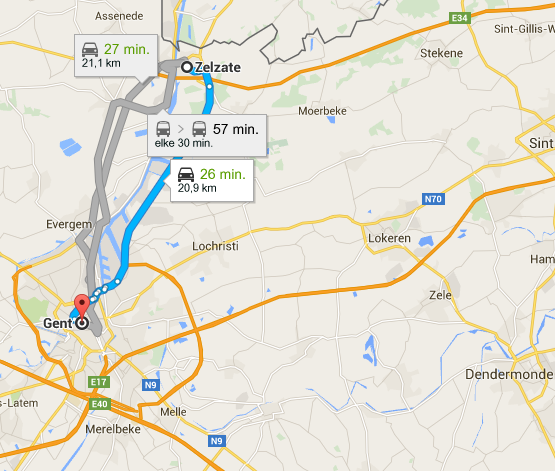 Assenede
E34
Sint-Gillis-W
27 min.
21,1 km
Stekene
Zelzate
Moerbeke
57 min.
elke 30 min.
Sint
26 min.
20,9 km
N70
Evergem
Lochristi
Lokeren
Ham
Zele
Gent
Dendermonde
E17
N9
s-Latem
E40
Melle
Merelbeke
N9